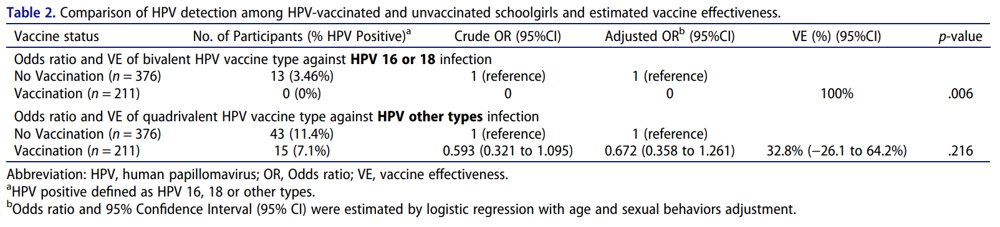 Table 2. Comparison of HPV detection among HPV-vaccinated and unvaccinated schoolgirls and estimated vaccine effectiveness.
Vaccine status No. of Participants (% HPV Positive)a Crude OR (95%CI) Adjusted ORb (95%CI) VE (%) (95%CI) p-value
Odds ratio and VE of bivalent HPV vaccine type against HPV 16 or 18 infection
No Vaccination (n = 376) 13 (3.46%) 1 (reference) 1 (reference)
Vaccination (n = 211) 0 (0%) 0 0 100% .006
Odds ratio and VE of quadrivalent HPV vaccine type against HPV other types infection
No Vaccination (n = 376) 43 (11.4%) 1 (reference) 1 (reference)
Vaccination (n = 211) 15 (7.1%) 0.593 (0.321 to 1.095) 0.672 (0.358 to 1.261) 32.8% (−26.1 to 64.2%) .216
Abbreviation: HPV, human papillomavirus; OR, Odds ratio; VE, vaccine effectiveness.
aHPV positive defined as HPV 16, 18 or other types.
bOdds ratio and 95% Confidence Interval (95% CI) were estimated by logistic regression with age and sexual behaviors adjustment.